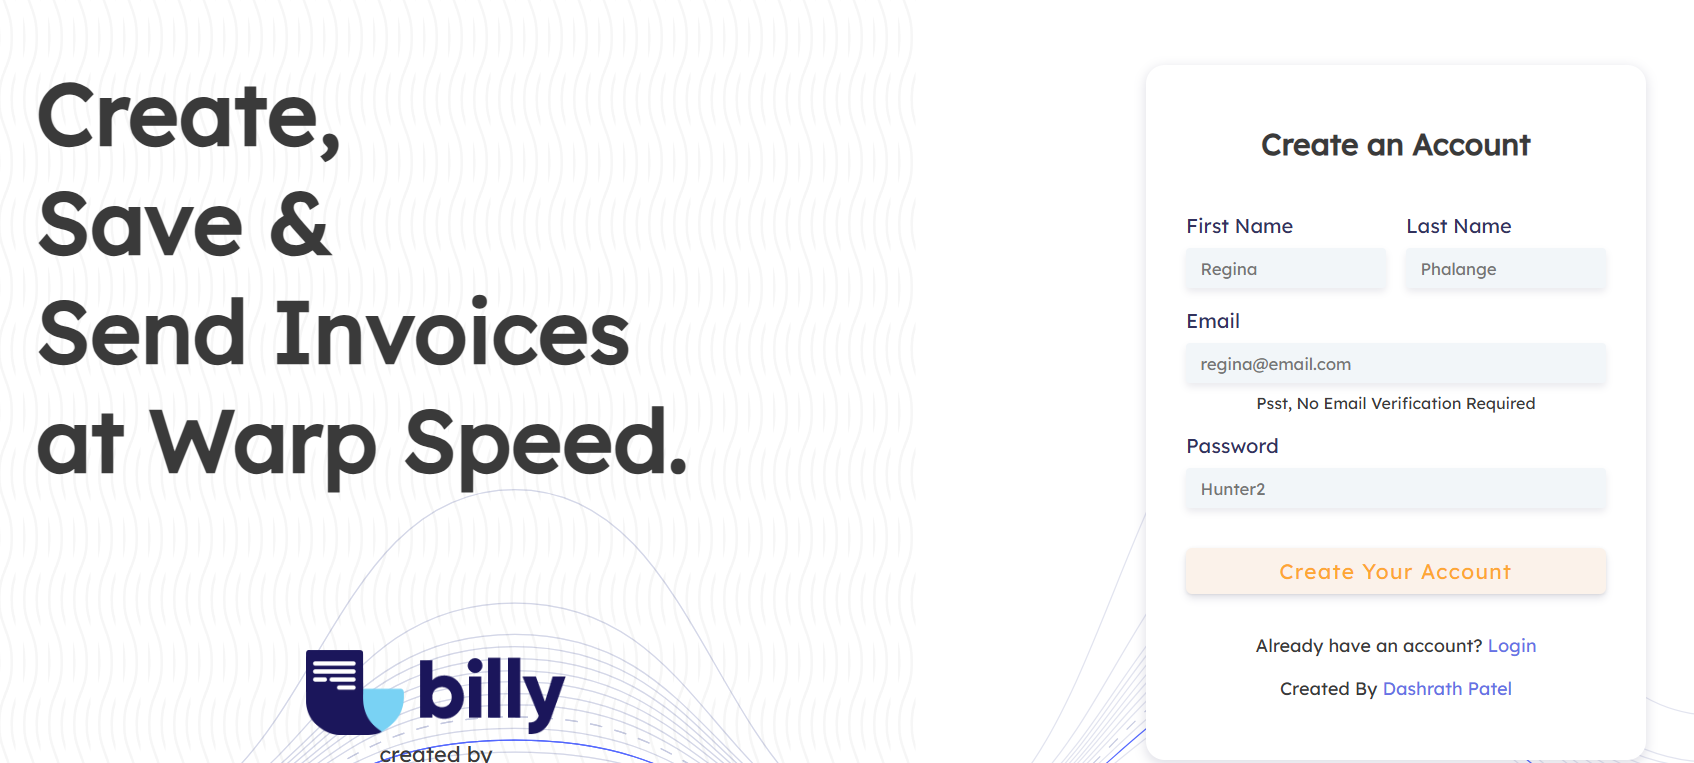 Create,
Save &
Send Invoices
at Warp Speed.
billy
created by
Create an Account
First Name Last Name
Regina Phalange
Email
regina@email.com
Psst, No Email Verification Required
Password
Hunter2
Create Your Account
Already have an account? Login
Created By Dashrath Patel